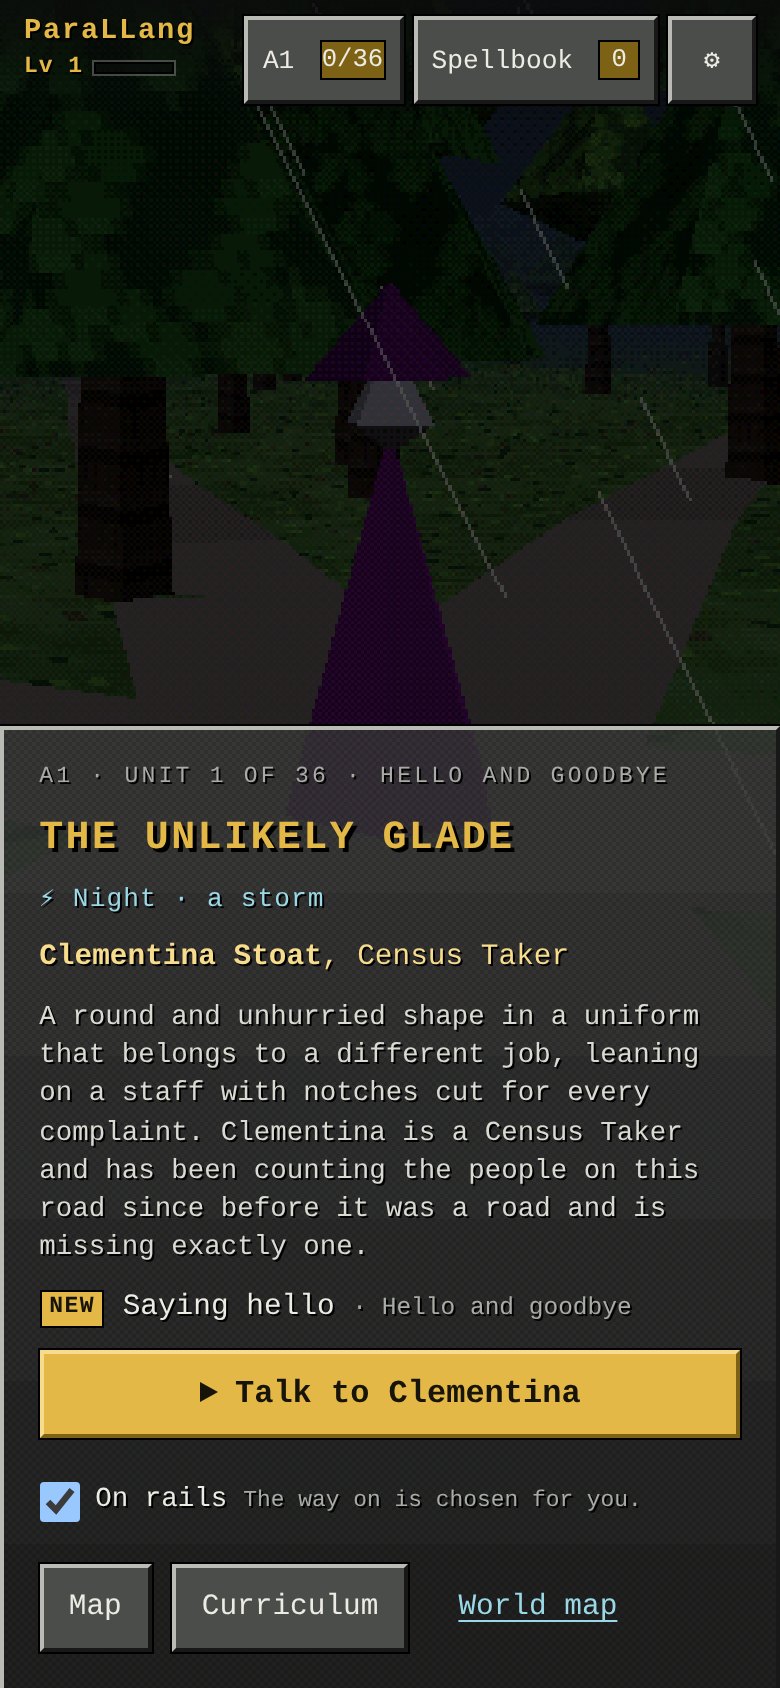 ParaLLang
Lv 1
A1 0/36
Spellbook 0
⚙
A1 · UNIT 1 OF 36 · HELLO AND GOODBYE
THE UNLIKELY GLADE
⚡ Night · a storm
Clementina Stoat, Census Taker
A round and unhurried shape in a uniform
that belongs to a different job, leaning
on a staff with notches cut for every
complaint. Clementina is a Census Taker
and has been counting the people on this
road since before it was a road and is
missing exactly one.
NEW Saying hello · Hello and goodbye
▶ Talk to Clementina
On rails The way on is chosen for you.
Map
Curriculum
World map